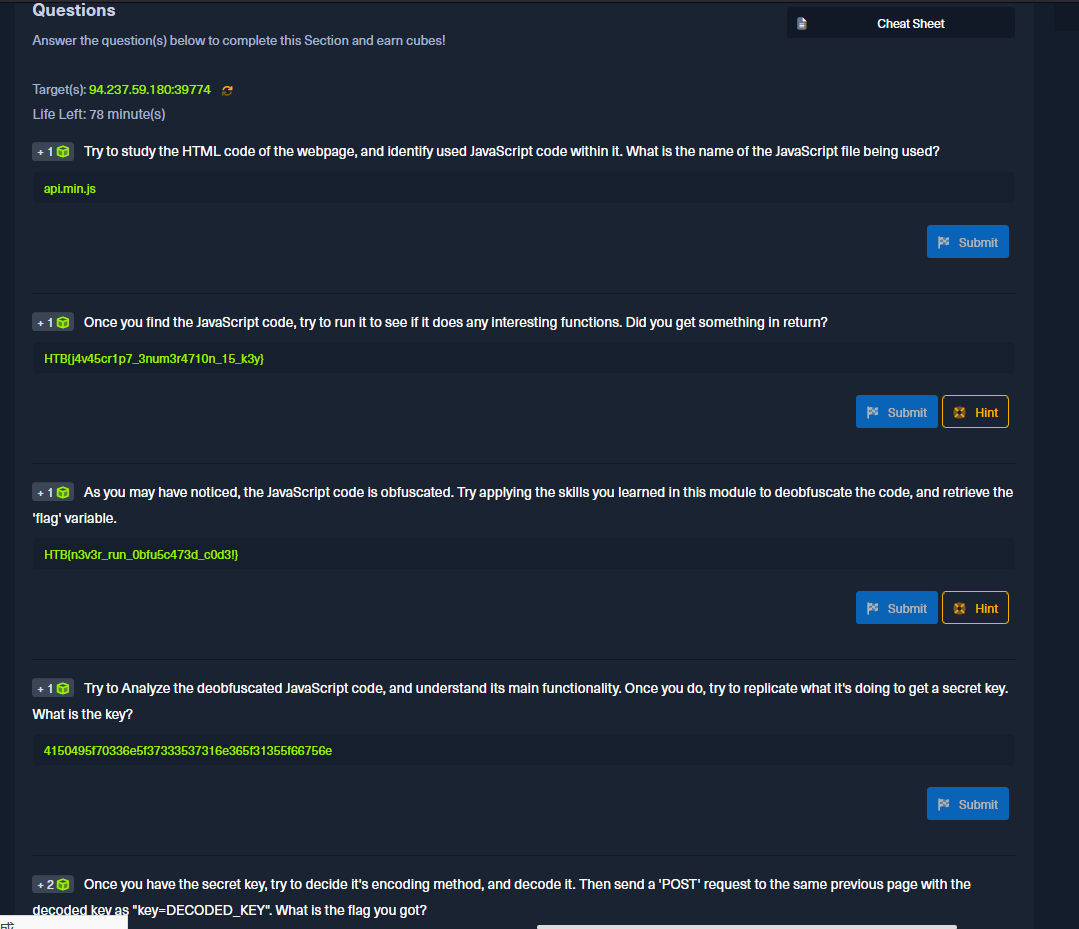 Questions
Cheat Sheet
Answer the question(s) below to complete this Section and earn cubes!
Target(s): 94.237.59.180:39774
Life Left: 78 minute(s)
+ 1 Try to study the HTML code of the webpage, and identify used JavaScript code within it. What is the name of the JavaScript file being used?
api.min.js
Submit
+ 1 Once you find the JavaScript code, try to run it to see if it does any interesting functions. Did you get something in return?
HTB{j4v45cr1p7_3num3r4710n_15_k3y}
Submit
Hint
+ 1 As you may have noticed, the JavaScript code is obfuscated. Try applying the skills you learned in this module to deobfuscate the code, and retrieve the
'flag' variable.
HTB{n3v3r_run_0bfu5c473d_c0d3!}
Submit
Hint
+ 1 Try to Analyze the deobfuscated JavaScript code, and understand its main functionality. Once you do, try to replicate what it's doing to get a secret key.
What is the key?
4150495f70336e5f37333537316e365f31355f66756e
Submit
+ 2 Once you have the secret key, try to decide it's encoding method, and decode it. Then send a 'POST' request to the same previous page with the
decoded key as "key=DECODED_KEY". What is the flag you got?
成